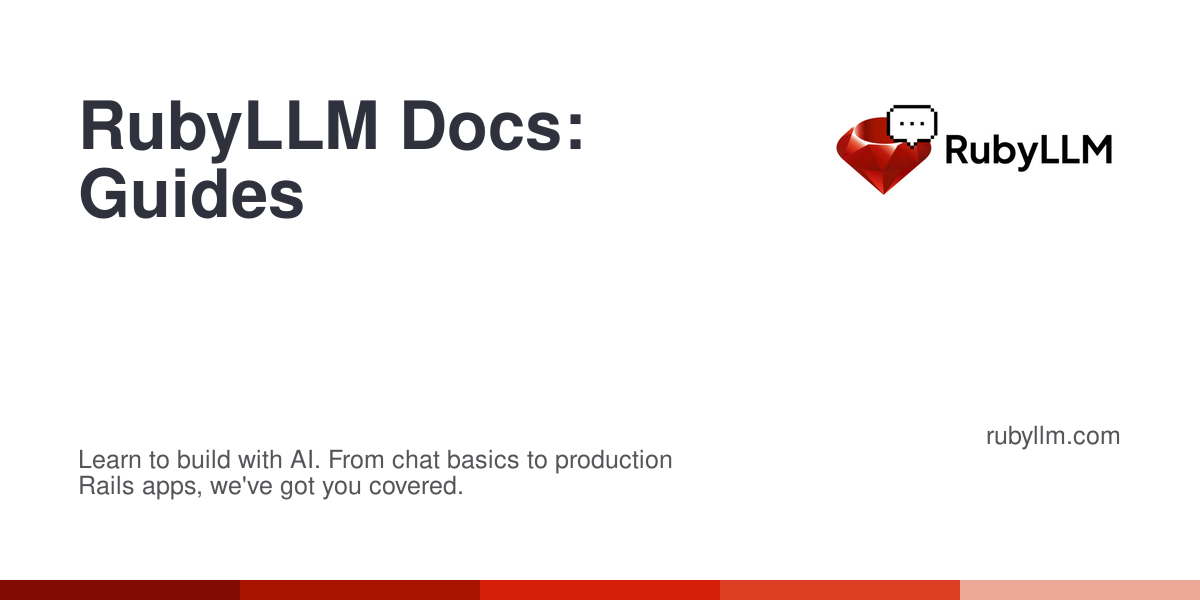 RubyLLM Docs:
Guides
RubyLLM
Learn to build with AI. From chat basics to production
Rails apps, we've got you covered.
rubyllm.com